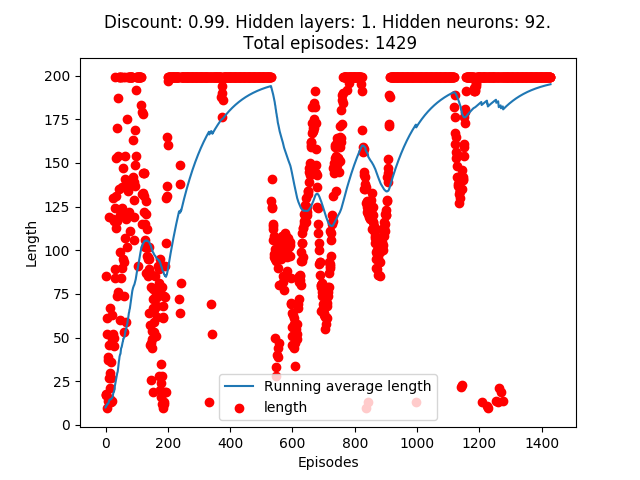 Discount: 0.99. Hidden layers: 1. Hidden neurons: 92.
Total episodes: 1429
200
175
150
125
100
75
50
25
0
Length
Running average length
length
0 200 400 600 800 1000 1200 1400
Episodes